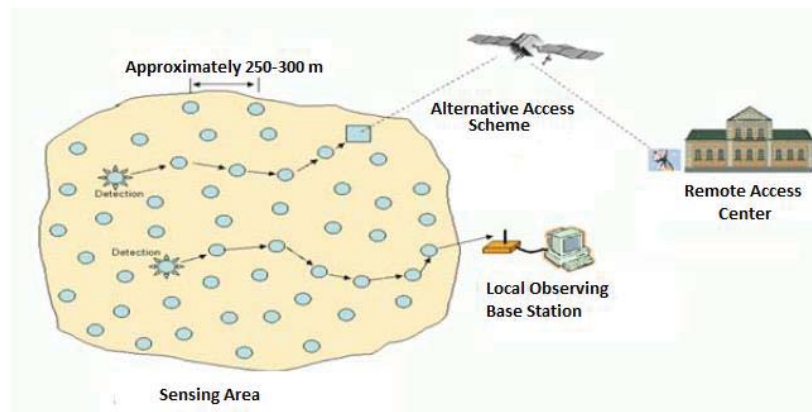 Approximately 250-300 m
Alternative Access
Scheme
Remote Access
Center
Detection
Detection
Local Observing
Base Station
Sensing Area